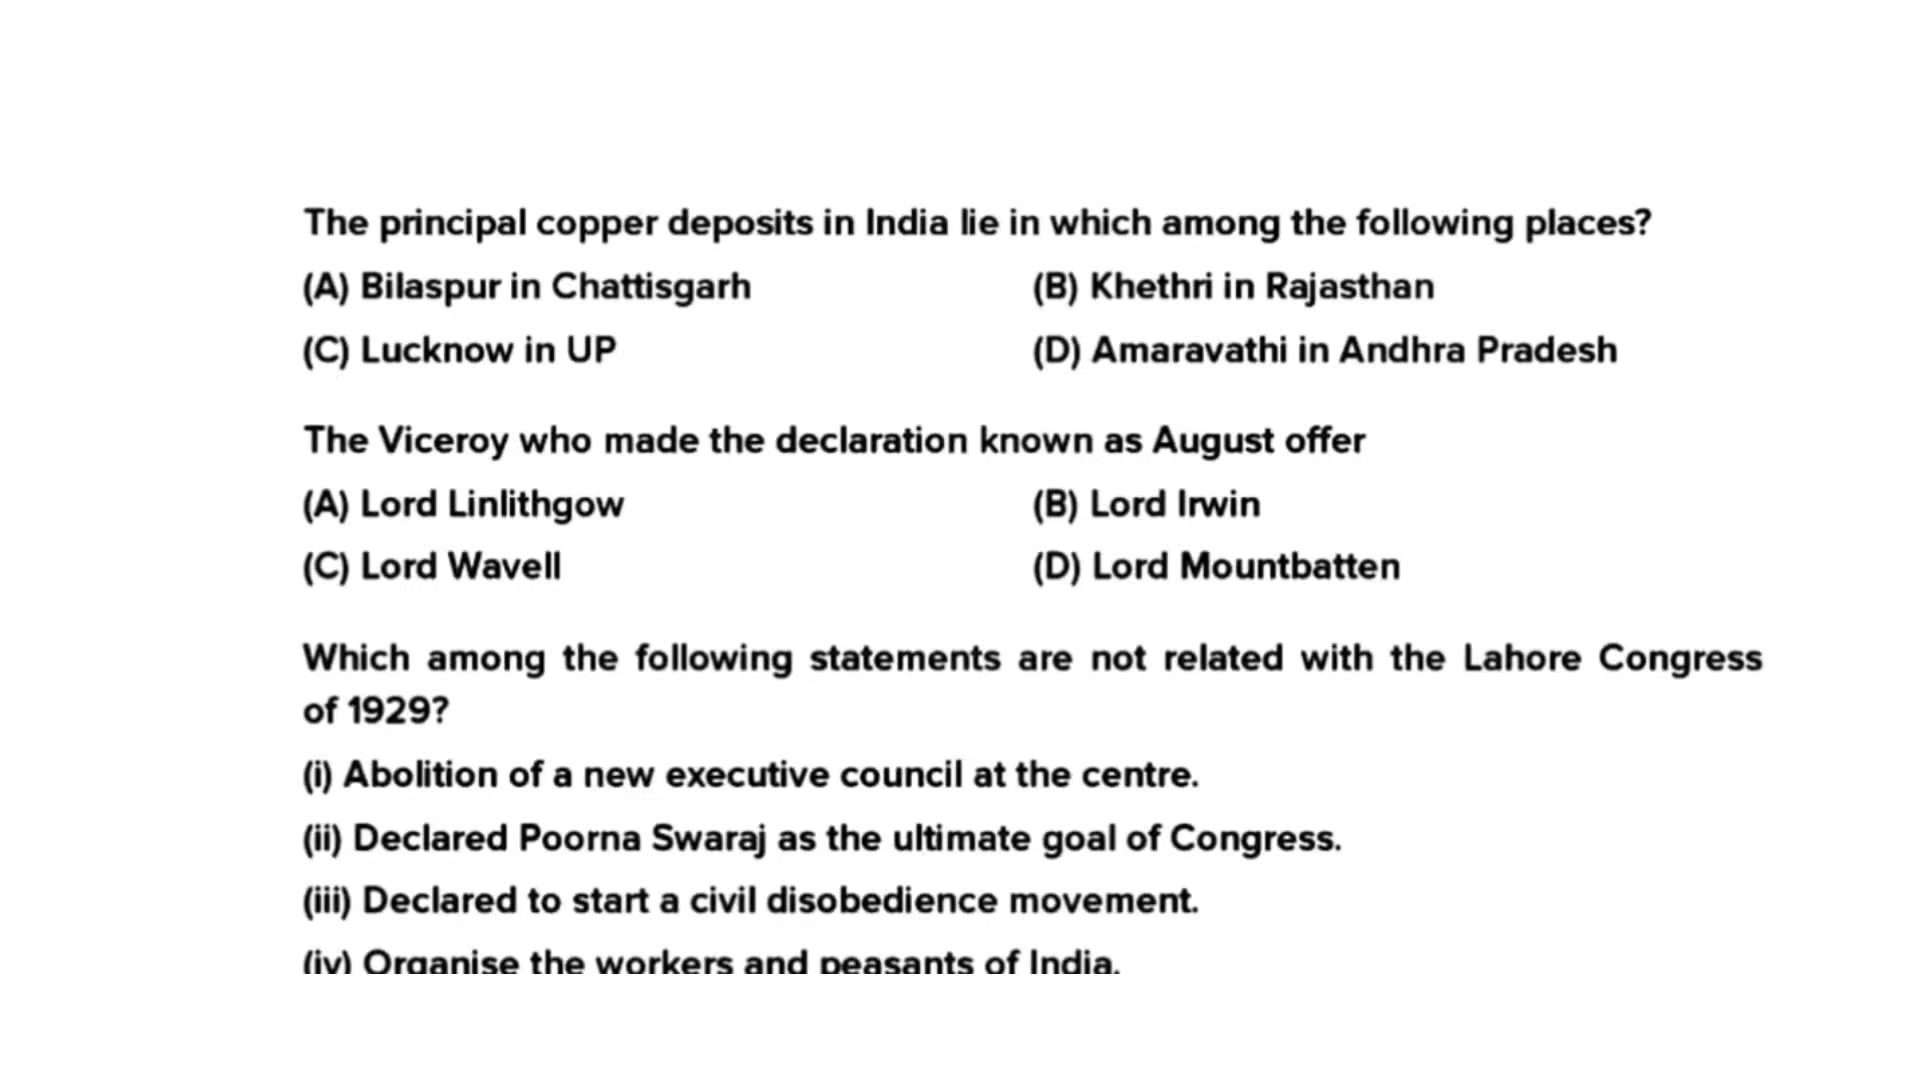 The principal copper deposits in India lie in which among the following places?
(A) Bilaspur in Chattisgarh (B) Khethri in Rajasthan
(C) Lucknow in UP (D) Amaravathi in Andhra Pradesh
The Viceroy who made the declaration known as August offer
(A) Lord Linlithgow (B) Lord Irwin
(C) Lord Wavell (D) Lord Mountbatten
Which among the following statements are not related with the Lahore Congress
of 1929?
(i) Abolition of a new executive council at the centre.
(ii) Declared Poorna Swaraj as the ultimate goal of Congress.
(iii) Declared to start a civil disobedience movement.
(iv) Organise the workers and peasants of India.